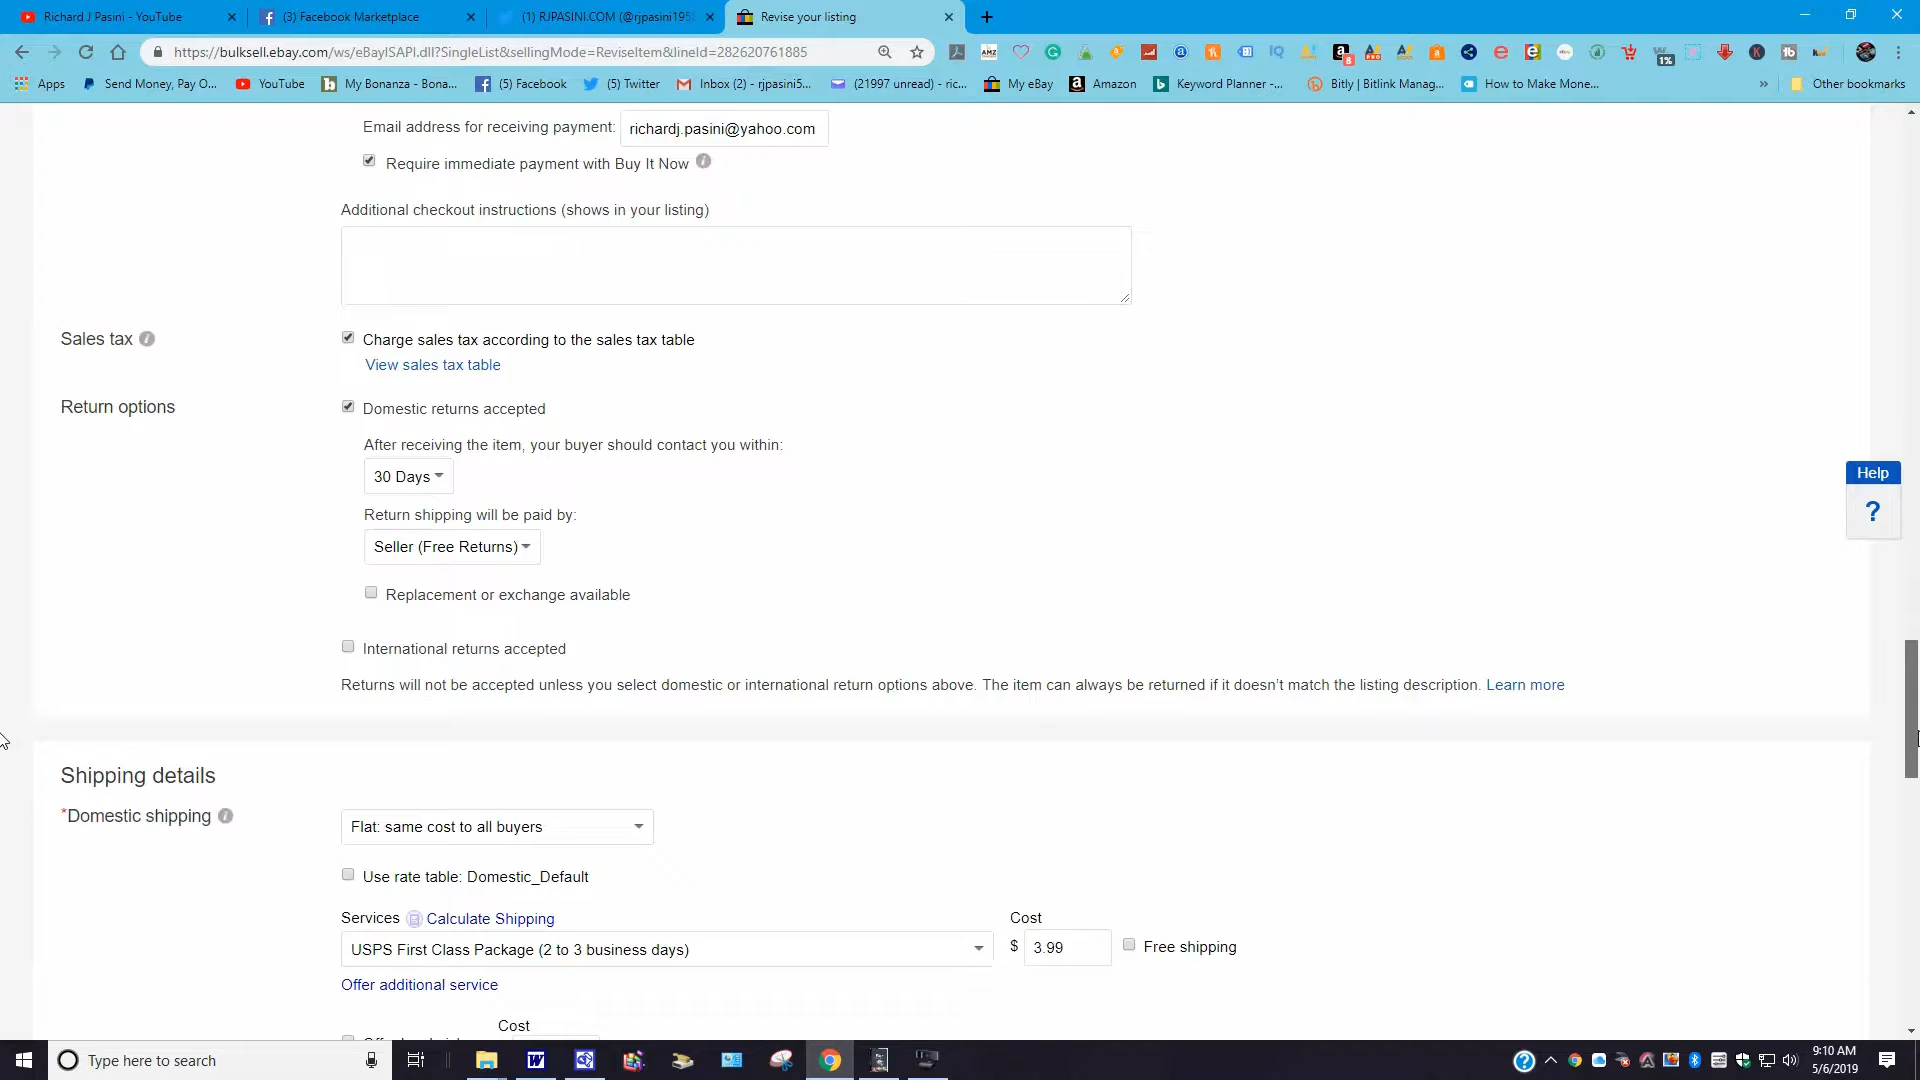 Richard J Pasini - YouTube
(3) Facebook Marketplace
(1) RJPASINI.COM (@rjpasini195
Revise your listing
https://bulksell.ebay.com/ws/eBayISAPI.dll?SingleList&sellingMode=ReviseItem&lineId=282620761885
Apps
Send Money, Pay O...
YouTube
My Bonanza - Bona...
(5) Facebook
(5) Twitter
Inbox (2) - rjpasini5...
(21997 unread) - ric...
My eBay
Amazon
Keyword Planner -...
Bitly | Bitlink Manag...
How to Make Mone...
»
Other bookmarks
Email address for receiving payment: richardj.pasini@yahoo.com
Require immediate payment with Buy It Now
Additional checkout instructions (shows in your listing)
Sales tax
Charge sales tax according to the sales tax table
View sales tax table
Return options
Domestic returns accepted
After receiving the item, your buyer should contact you within:
30 Days
Help
?
Return shipping will be paid by:
Seller (Free Returns)
Replacement or exchange available
International returns accepted
Returns will not be accepted unless you select domestic or international return options above. The item can always be returned if it doesn't match the listing description. Learn more
Shipping details
*Domestic shipping
Flat: same cost to all buyers
Use rate table: Domestic_Default
Services Calculate Shipping
Cost
USPS First Class Package (2 to 3 business days)
$ 3.99
Free shipping
Offer additional service
Cost
Type here to search
9:10 AM
5/6/2019